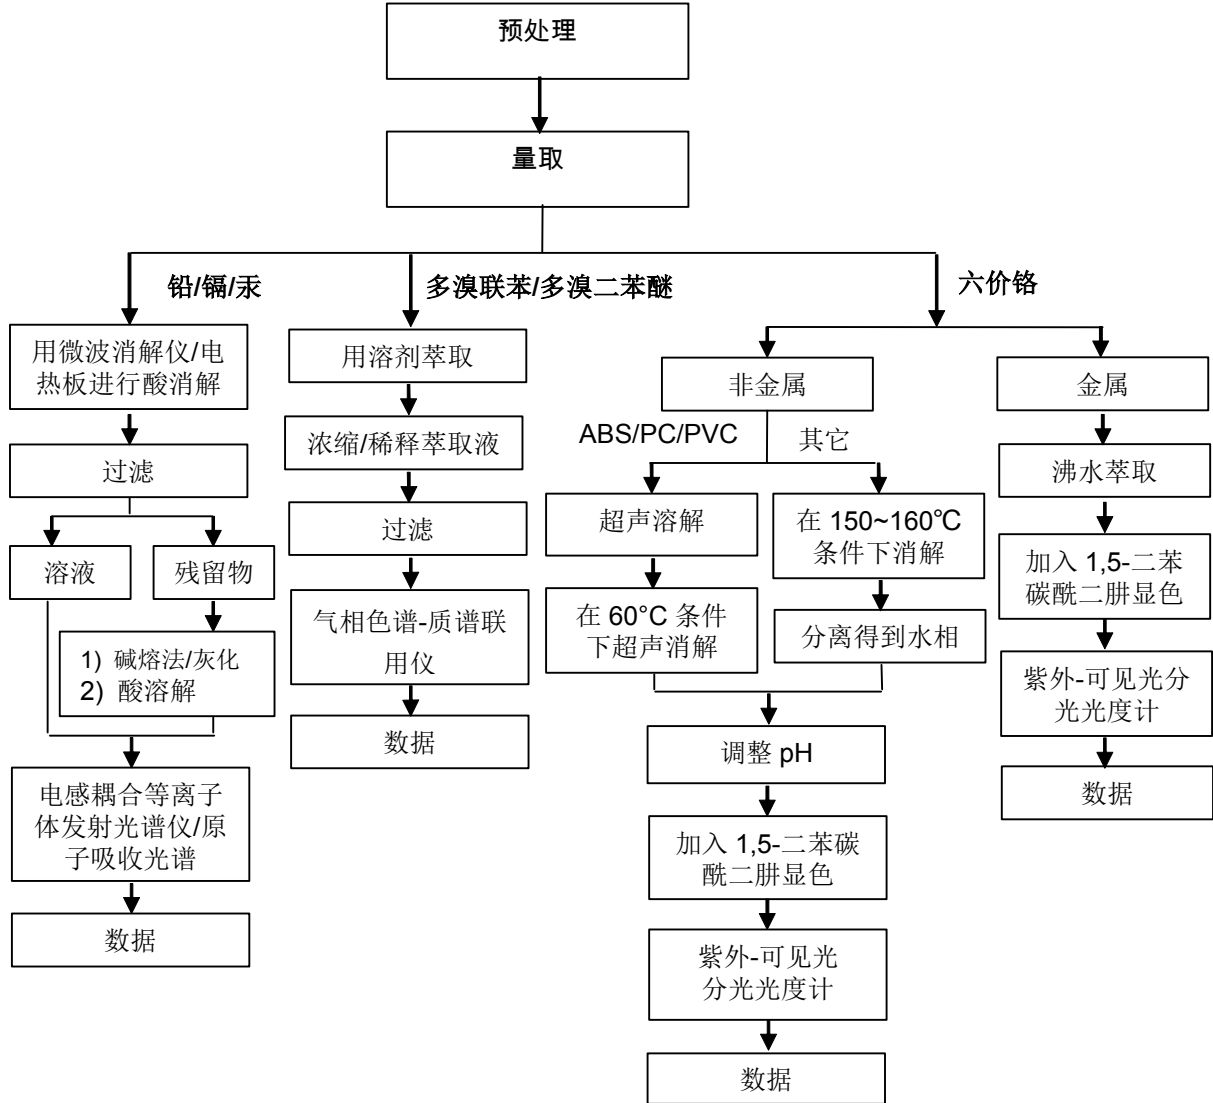 预处理
量取
铅/镉/汞
多溴联苯/多溴二苯醚
六价铬
用微波消解仪/电
热板进行酸消解
过滤
溶液
残留物
1) 碱熔法/灰化
2) 酸溶解
电感耦合等离子
体发射光谱仪/原
子吸收光谱
数据
用溶剂萃取
浓缩/稀释萃取液
过滤
气相色谱-质谱联
用仪
数据
非金属
ABS/PC/PVC
其它
超声溶解
在 60°C 条件
下超声消解
在 150~160℃
条件下消解
分离得到水相
调整 pH
加入 1,5-二苯碳
酰二肼显色
紫外-可见光
分光光度计
数据
金属
沸水萃取
加入 1,5-二苯
碳酰二肼显色
紫外-可见光分
光光度计
数据